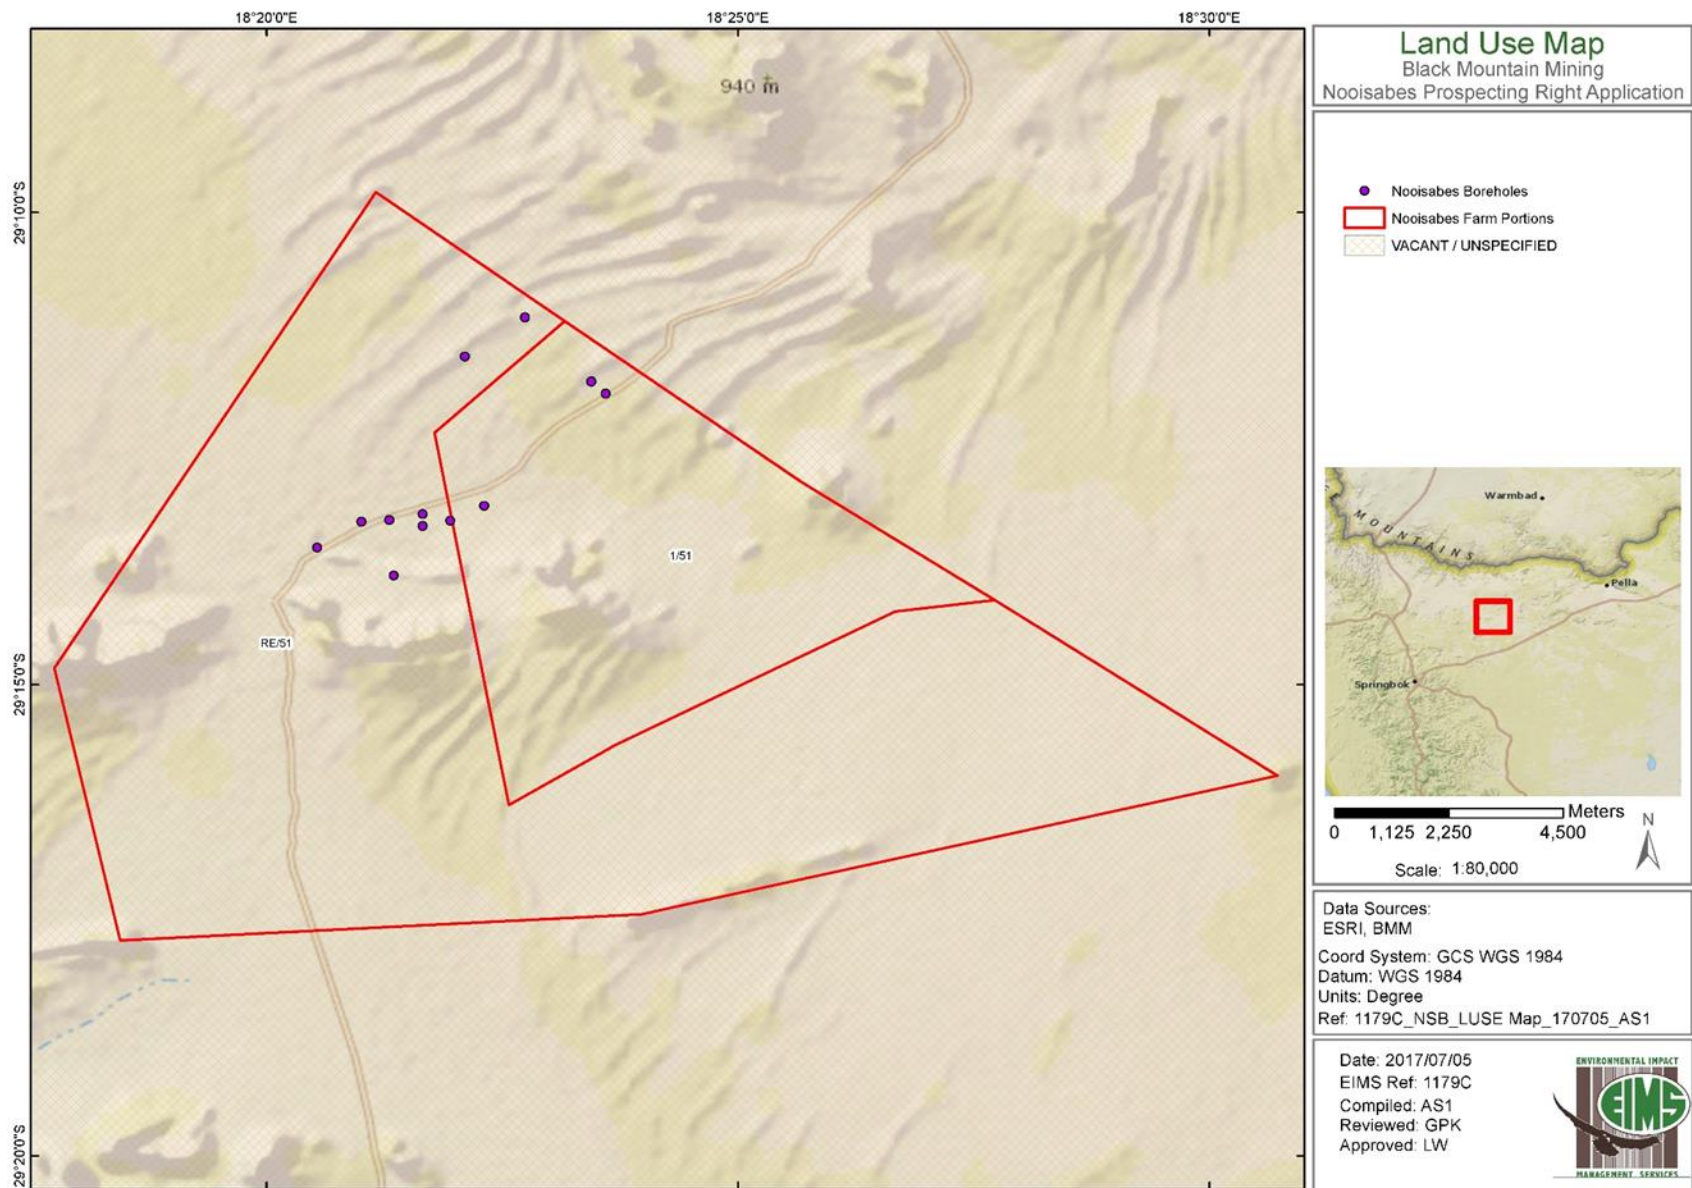 18°20'0"E
18°25'0"E
18°30'0"E
29°10'0"S
29°15'0"S
29°20'0"S
940 m
1/51
RE/51
Land Use Map
Black Mountain Mining
Nooisabes Prospecting Right Application
Nooisabes Boreholes
Nooisabes Farm Portions
VACANT / UNSPECIFIED
Warmbad
MOUNTAINS
Pella
Springbok
Meters
0 1,125 2,250 4,500
N
Scale: 1:80,000
Data Sources:
ESRI, BMM
Coord System: GCS WGS 1984
Datum: WGS 1984
Units: Degree
Ref: 1179C_NSB_LUSE Map_170705_AS1
Date: 2017/07/05
EIMS Ref: 1179C
Compiled: AS1
Reviewed: GPK
Approved: LW
ENVIRONMENTAL IMPACT
EIMS
MANAGEMENT SERVICES